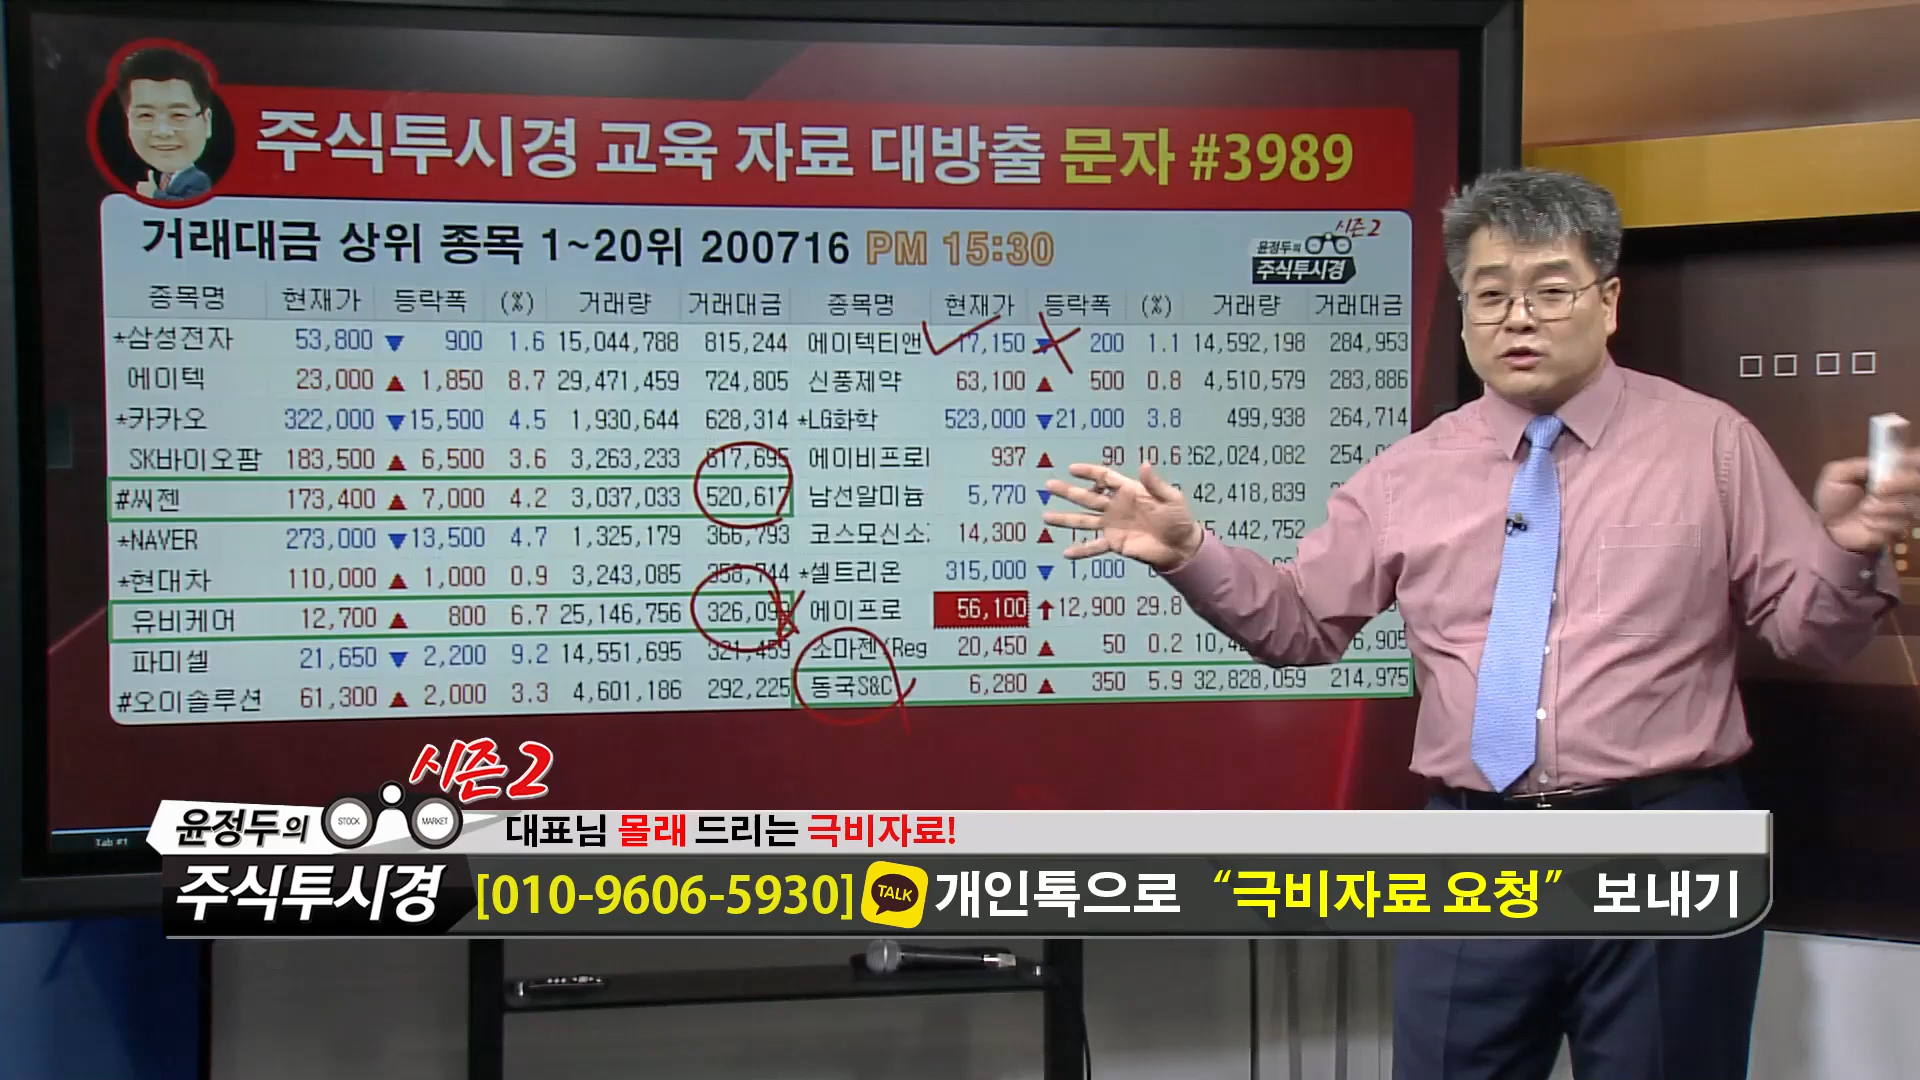 주식투시경 교육 자료 대방출 문자 #3989
거래대금 상위 종목 1~20위 200716 PM 15:30
시즌2
윤정두의
주식투시경
종목명 현재가 등락폭 (%) 거래량 거래대금 종목명 현재가 등락폭 (%) 거래량 거래대금
*삼성전자 53,800 ▼ 900 1.6 15,044,788 815,244 에이텍티앤 17,150 ▼ 200 1.1 14,592,198 284,953
에이텍 23,000 ▲ 1,850 8.7 29,471,459 724,805 신풍제약 63,100 ▲ 500 0.8 4,510,579 283,886
*카카오 322,000 ▼ 15,500 4.5 1,930,644 628,314 *LG화학 523,000 ▼ 21,000 3.8 499,938 264,714
SK바이오팜 183,500 ▲ 6,500 3.6 3,263,233 617,695 에이비프로 937 ▲ 90 10.6 262,024,082
#씨젠 173,400 ▲ 7,000 4.2 3,037,033 520,617 남선알미늄 5,770 ▼ 42,418,839
*NAVER 273,000 ▼ 13,500 4.7 1,325,179 366,793 코스모신소 14,300 ▲
*현대차 110,000 ▲ 1,000 0.9 3,243,085 358,744 *셀트리온 315,000 ▼ 1,000
유비케어 12,700 ▲ 800 6.7 25,146,756 에이프로 56,100 ↑ 12,900 29.8
파미셀 21,650 ▼ 2,200 9.2 14,551,695 321,459 소마젠(Reg 20,450 ▲ 50 0.2
#오이솔루션 61,300 ▲ 2,000 3.3 4,601,186 292,225 동국S&C 6,280 ▲ 350 5.9 32,828,059 214,975
Tab #1
시즌2
윤정두의 STOCK MARKET
주식투시경
대표님 몰래 드리는 극비자료!
[010-9606-5930] TALK 개인톡으로 “극비자료 요청” 보내기